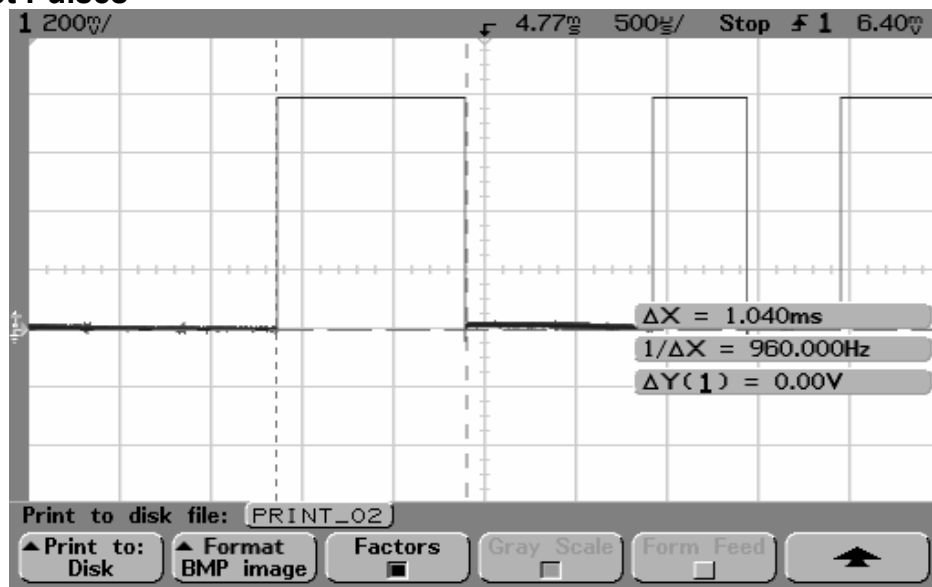 1 200mV/ 4.77ms 500us/ Stop 1 6.40mV
ΔX = 1.040ms
1/ΔX = 960.000Hz
ΔY(1) = 0.00V
Print to disk file: PRINT_02
Print to: Disk Format BMP image Factors Gray Scale Form Feed